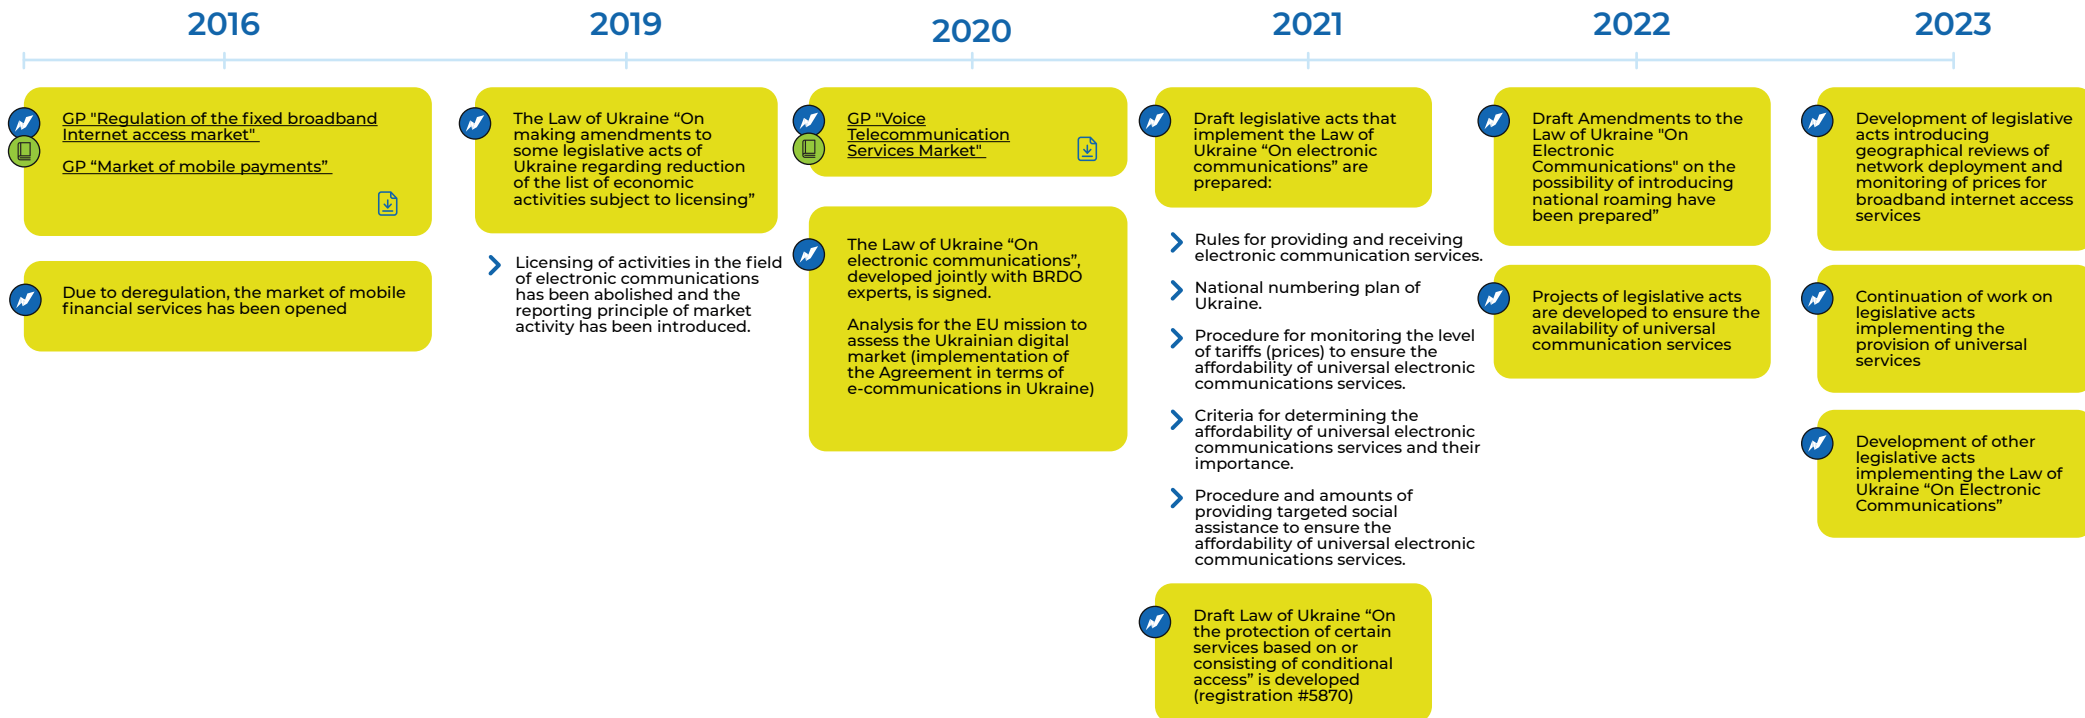 2016
2019
2020
2021
2022
2023
GP "Regulation of the fixed broadband
Internet access market"
GP “Market of mobile payments”
Due to deregulation, the market of mobile
financial services has been opened
The Law of Ukraine “On
making amendments to
some legislative acts of
Ukraine regarding reduction
of the list of economic
activities subject to licensing”
Licensing of activities in the field
of electronic communications
has been abolished and the
reporting principle of market
activity has been introduced.
GP "Voice
Telecommunication
Services Market"
The Law of Ukraine “On
electronic communications”,
developed jointly with BRDO
experts, is signed.
Analysis for the EU mission to
assess the Ukrainian digital
market (implementation of
the Agreement in terms of
e-communications in Ukraine)
Draft legislative acts that
implement the Law of
Ukraine “On electronic
communications” are
prepared:
Rules for providing and receiving
electronic communication services.
National numbering plan of
Ukraine.
Procedure for monitoring the level
of tariffs (prices) to ensure the
affordability of universal electronic
communications services.
Criteria for determining the
affordability of universal electronic
communications services and their
importance.
Procedure and amounts of
providing targeted social
assistance to ensure the
affordability of universal electronic
communications services.
Draft Law of Ukraine “On
the protection of certain
services based on or
consisting of conditional
access” is developed
(registration #5870)
Draft Amendments to the
Law of Ukraine "On
Electronic
Communications" on the
possibility of introducing
national roaming have
been prepared”
Projects of legislative acts
are developed to ensure the
availability of universal
communication services
Development of legislative
acts introducing
geographical reviews of
network deployment and
monitoring of prices for
broadband internet access
services
Continuation of work on
legislative acts
implementing the
provision of universal
services
Development of other
legislative acts
implementing the Law of
Ukraine “On Electronic
Communications”